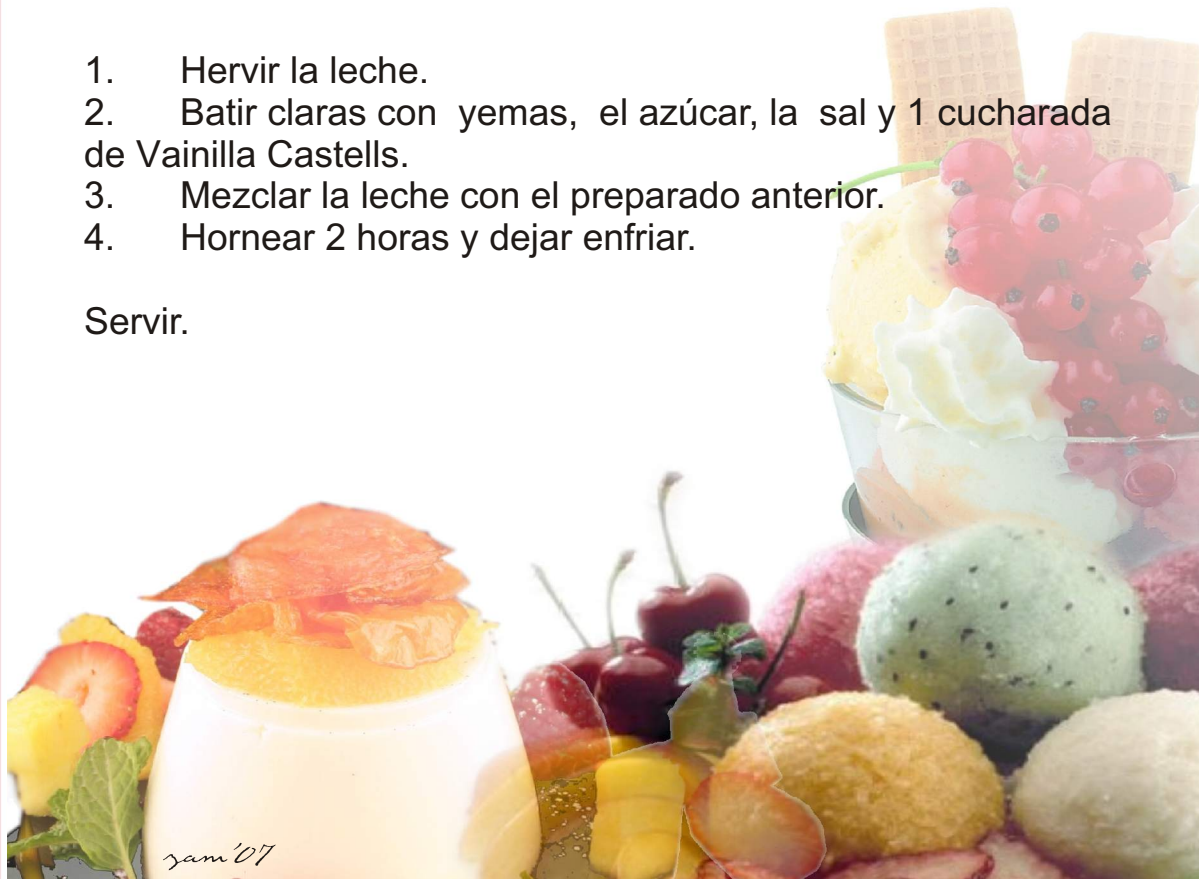 1. Hervir la leche.
2. Batir claras con yemas, el azúcar, la sal y 1 cucharada
de Vainilla Castells.
3. Mezclar la leche con el preparado anterior.
4. Hornear 2 horas y dejar enfriar.
Servir.
zam'07